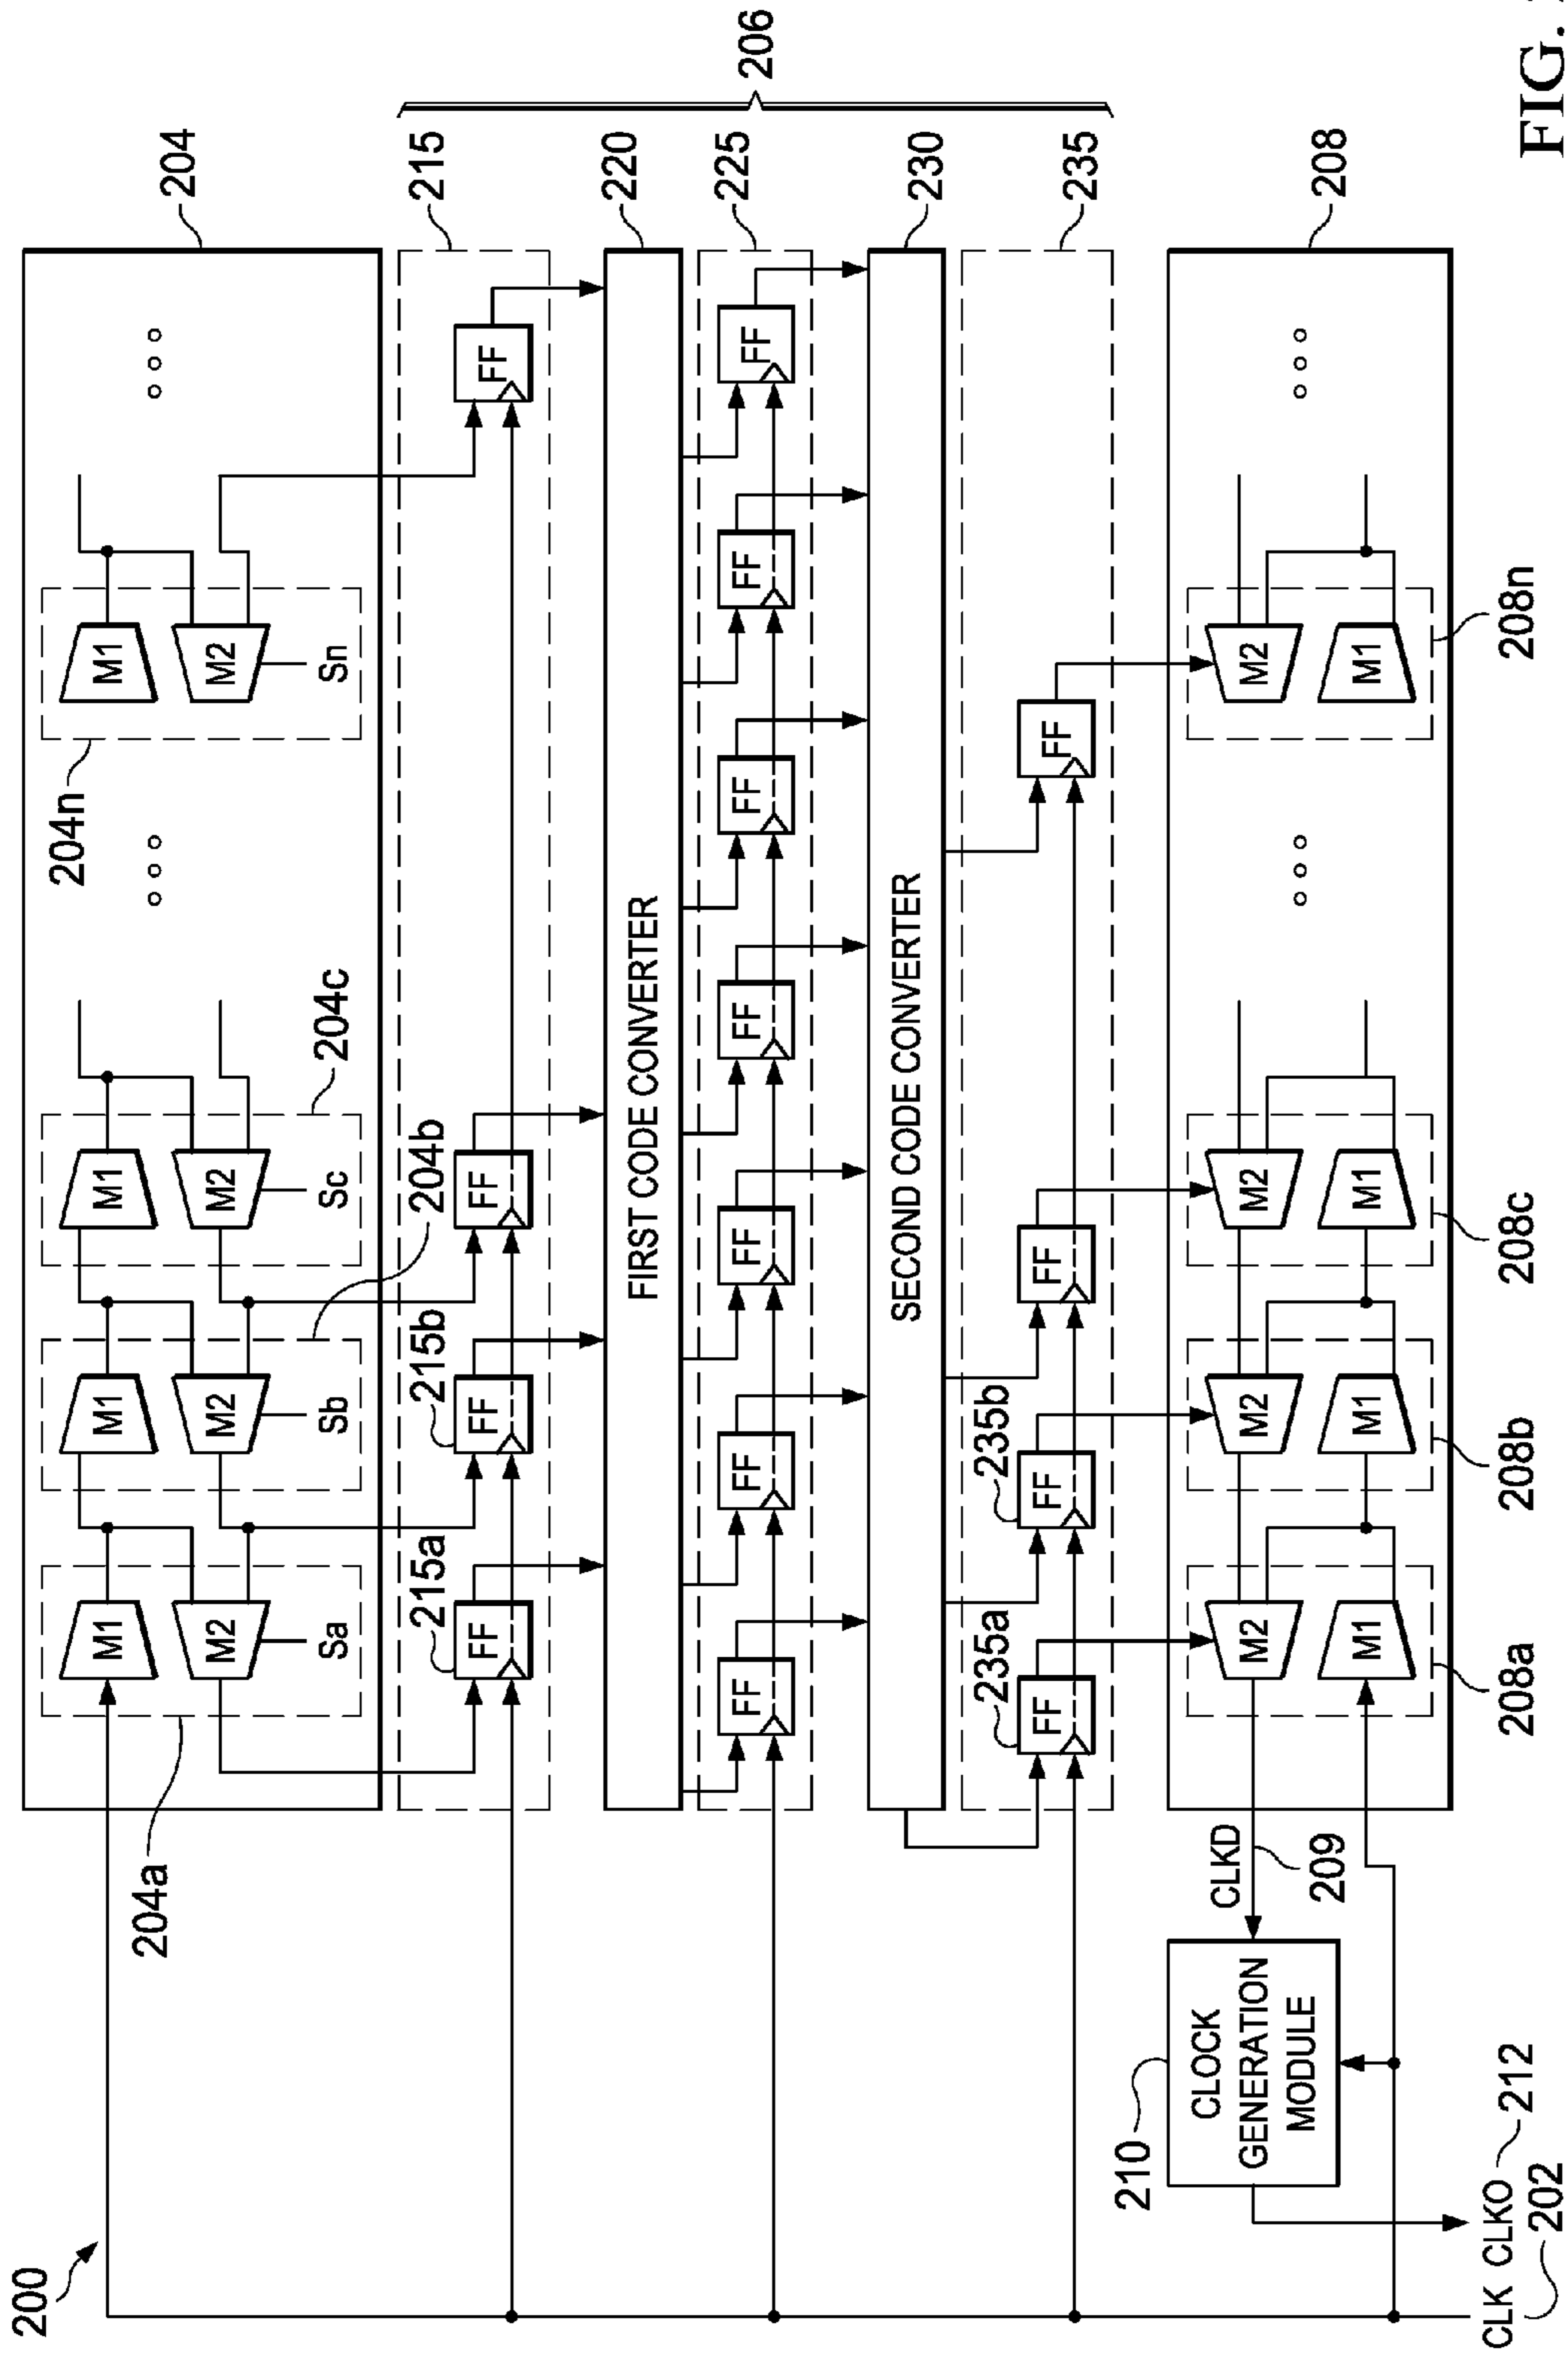 200
204
204n
M1
M2
Sn
204c
M1
M2
Sc
204b
M1
M2
Sb
M1
M2
Sa
204a
206
215
FF
FF
215b
FF
215a
FF
220
FIRST CODE CONVERTER
225
FF
FF
FF
FF
FF
FF
FF
230
SECOND CODE CONVERTER
235
FF
FF
235b
FF
235a
FF
208
M2
M1
208n
M2
M1
208c
M2
M1
208b
M2
M1
208a
CLKD
209
210
CLOCK
GENERATION
MODULE
CLKO 212
CLK 202
FIG.